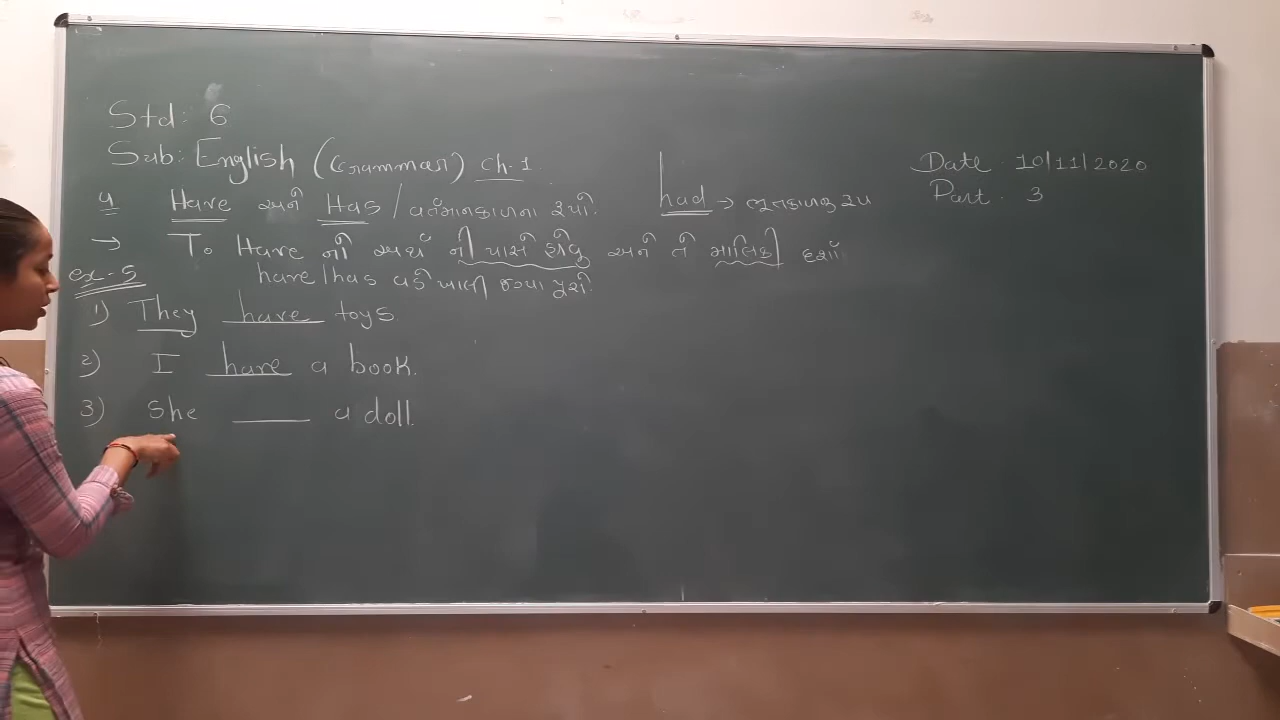 Std: 6
Sub: English (Grammar) Ch-1
Date: 10/11/2020
Part: 3
૫ Have અને Has / વર્તમાનકાળના રૂપો.
had → ભૂતકાળનું રૂપ
→ To Have નો અર્થ ની પાસે હોવું અને તે માલિકી દર્શાવે
ex-5 have/has વડે ખાલી જગ્યા પૂરો.
1) They have toys.
2) I have a book.
3) She ____ a doll.